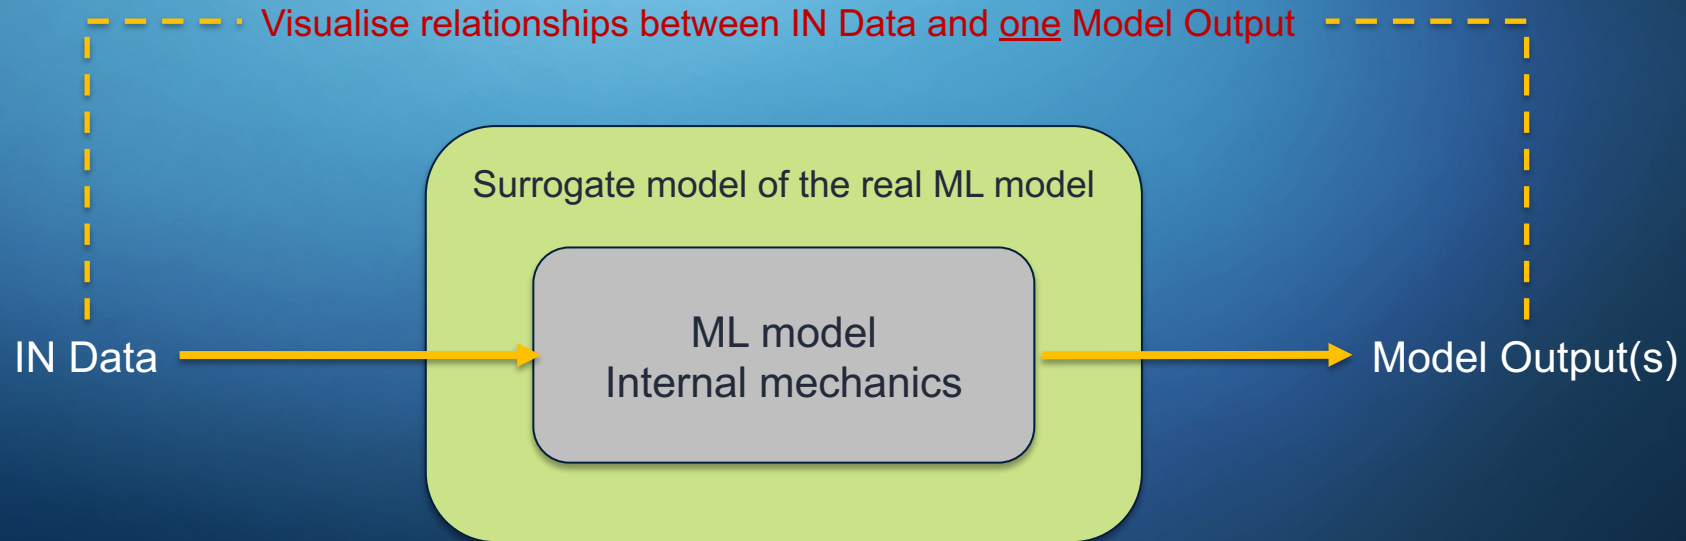 Visualise relationships between IN Data and one Model Output
Surrogate model of the real ML model
ML model
Internal mechanics
IN Data
Model Output(s)